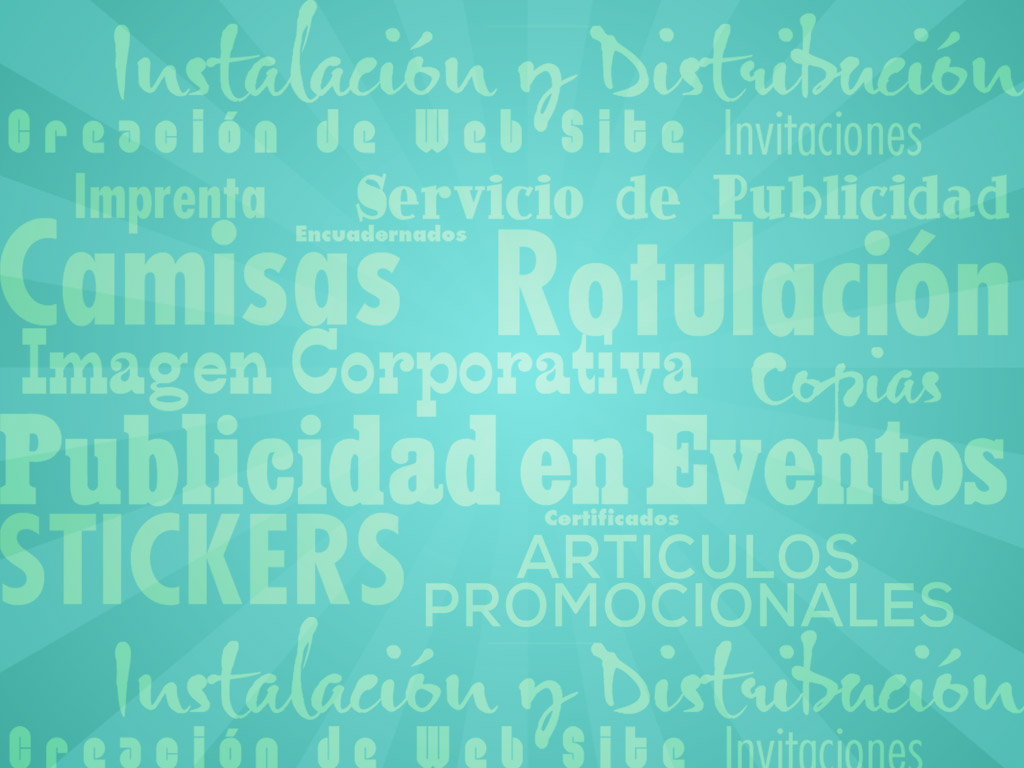 Instalación y Distribución
Creación de Web Site Invitaciones
Imprenta Servicio de Publicidad
Encuadernados
Camisas Rotulación
Imagen Corporativa Copias
Publicidad en Eventos
Certificados
STICKERS ARTICULOS
PROMOCIONALES
Instalación y Distribución
Creación de Web Site Invitaciones